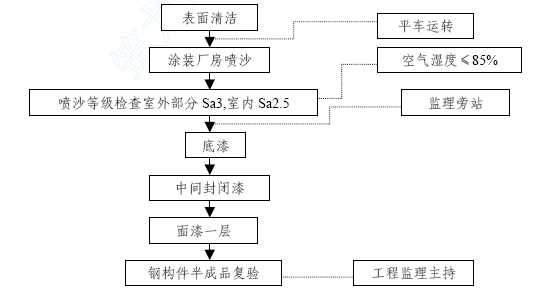 表面清洁
平车运转
涂装厂房喷沙
空气湿度≤85%
喷沙等级检查室外部分 Sa3,室内 Sa2.5
监理旁站
底漆
中间封闭漆
面漆一层
钢构件半成品复验
工程监理主持